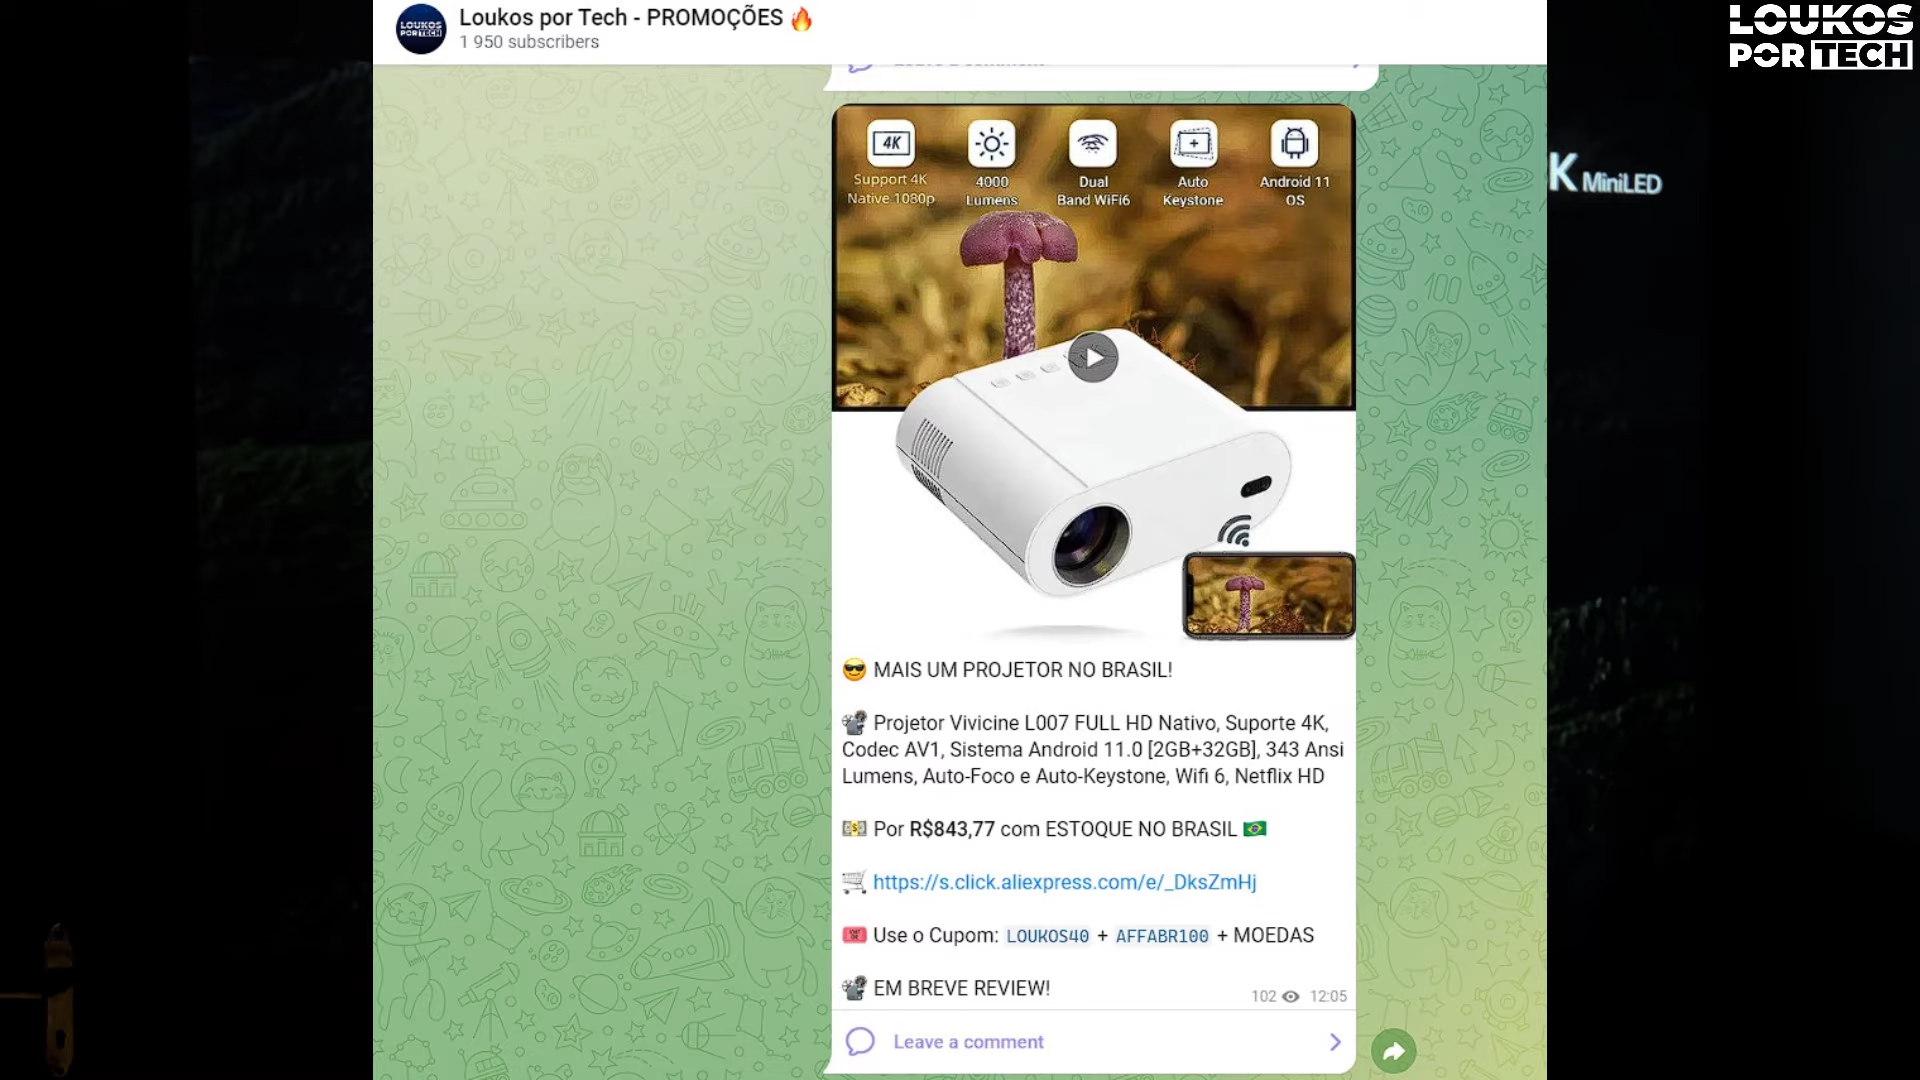 Loukos por Tech - PROMOÇÕES 🔥
1 950 subscribers
LOUKOS
PORTECH
LOUKOS
POR TECH
4K
Support 4K
Native 1080p
4000
Lumens
Dual
Band WiFi6
Auto
Keystone
Android 11
OS
K MiniLED
😎 MAIS UM PROJETOR NO BRASIL!
📽 Projetor Vivicine L007 FULL HD Nativo, Suporte 4K,
Codec AV1, Sistema Android 11.0 [2GB+32GB], 343 Ansi
Lumens, Auto-Foco e Auto-Keystone, Wifi 6, Netflix HD
💵 Por R$843,77 com ESTOQUE NO BRASIL 🇧🇷
🛒 https://s.click.aliexpress.com/e/_DksZmHj
🎟 Use o Cupom: LOUKOS40 + AFFABR100 + MOEDAS
📽 EM BREVE REVIEW!
102 12:05
Leave a comment